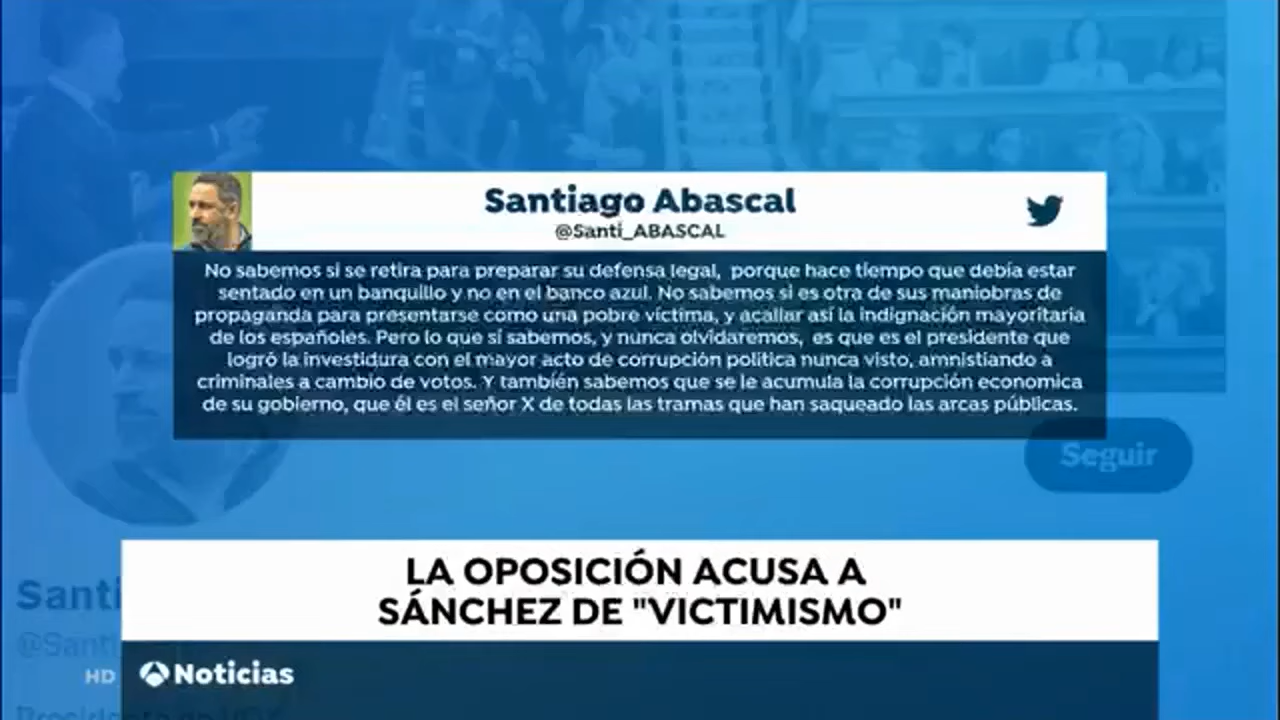 Santiago Abascal
@Santi_ABASCAL
No sabemos si se retira para preparar su defensa legal, porque hace tiempo que debía estar
sentado en un banquillo y no en el banco azul. No sabemos si es otra de sus maniobras de
propaganda para presentarse como una pobre víctima, y acallar así la indignación mayoritaria
de los españoles. Pero lo que sí sabemos, y nunca olvidaremos, es que es el presidente que
logró la investidura con el mayor acto de corrupción política nunca visto, amnistiando a
criminales a cambio de votos. Y también sabemos que se le acumula la corrupción economica
de su gobierno, que él es el señor X de todas las tramas que han saqueado las arcas públicas.
Seguir
LA OPOSICIÓN ACUSA A
SÁNCHEZ DE "VICTIMISMO"
Santi
@Santi
HD Noticias